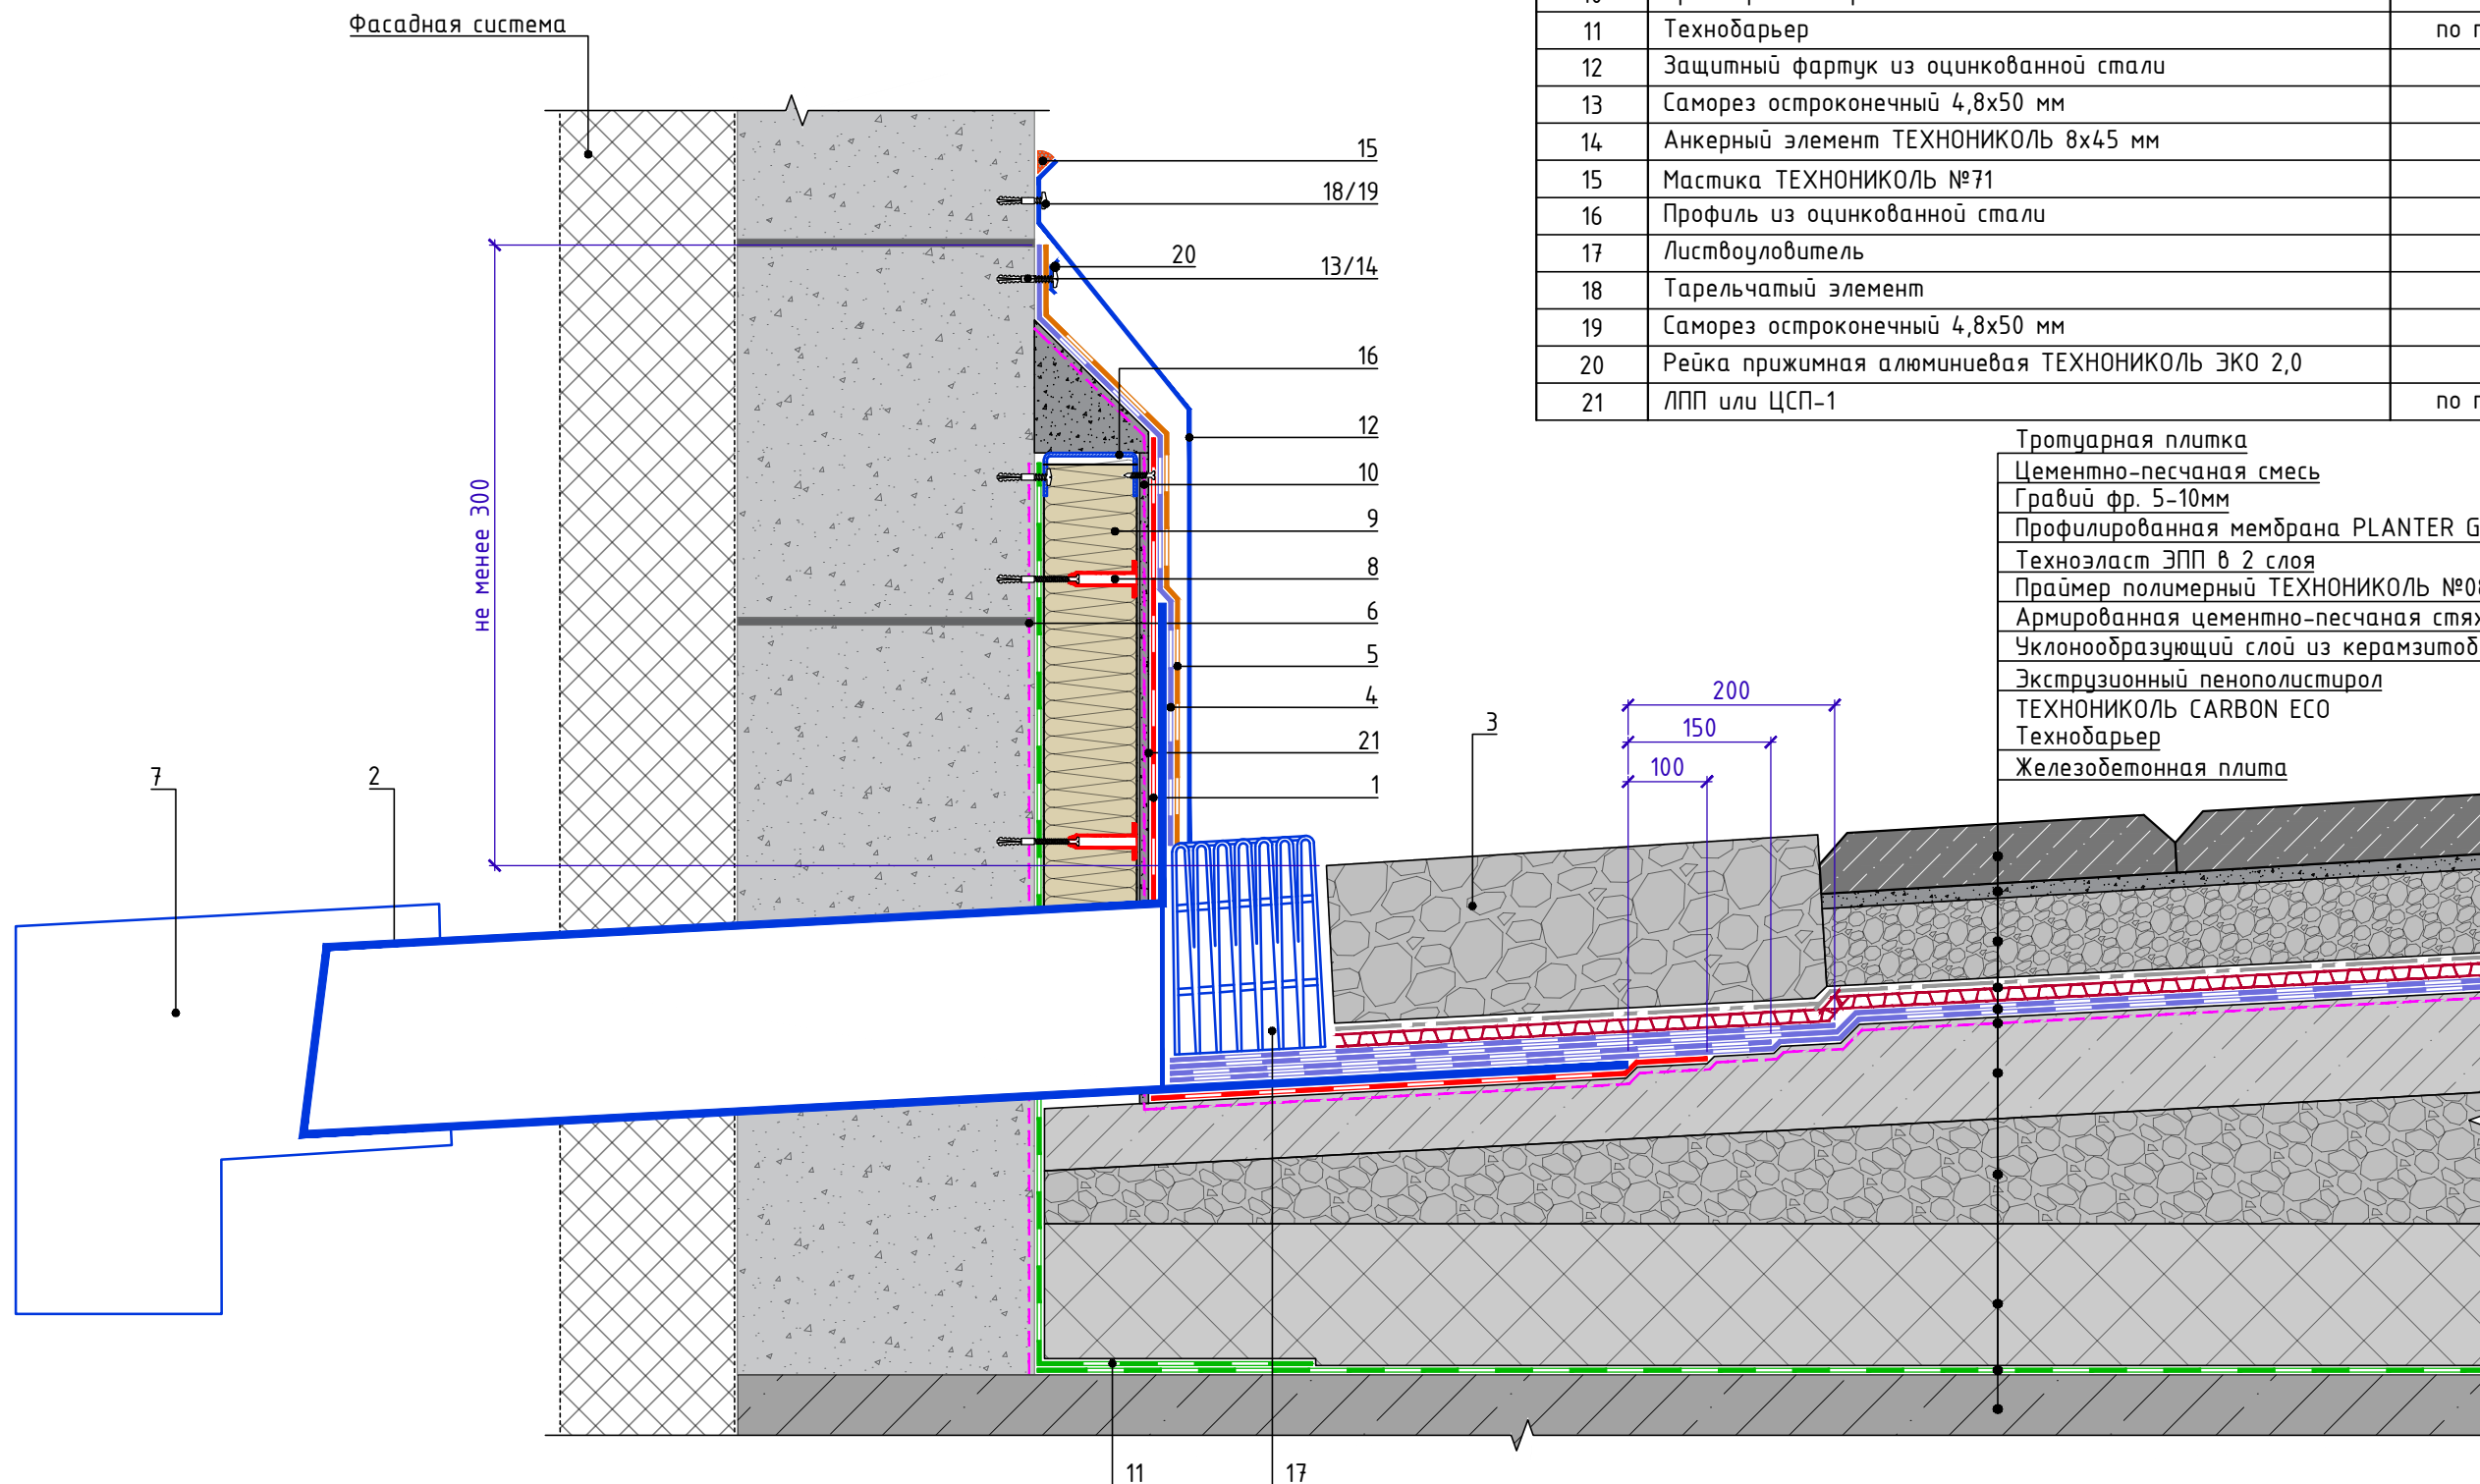 Фасадная система
11 Технобарьер по
12 Защитный фартук из оцинкованной стали
13 Саморез остроконечный 4,8х50 мм
14 Анкерный элемент ТЕХНОНИКОЛЬ 8х45 мм
15 Мастика ТЕХНОНИКОЛЬ №71
16 Профиль из оцинкованной стали
17 Листвоуловитель
18 Тарельчатый элемент
19 Саморез остроконечный 4,8х50 мм
20 Рейка прижимная алюминиевая ТЕХНОНИКОЛЬ ЭКО 2,0
21 ЛПП или ЦСП-1 по
15
18/19
20
13/14
16
12
10
9
8
6
5
4
21
1
не менее 300
Тротуарная плитка
Цементно-песчаная смесь
Гравий фр. 5-10мм
Профилированная мембрана PLANTER G
Техноэласт ЭПП в 2 слоя
Праймер полимерный ТЕХНОНИКОЛЬ №08
Армированная цементно-песчаная стяж
Уклонообразующий слой из керамзитоб
Экструзионный пенополистирол
ТЕХНОНИКОЛЬ CARBON ECO
Технобарьер
Железобетонная плита
200
150
100
3
7
2
11
17